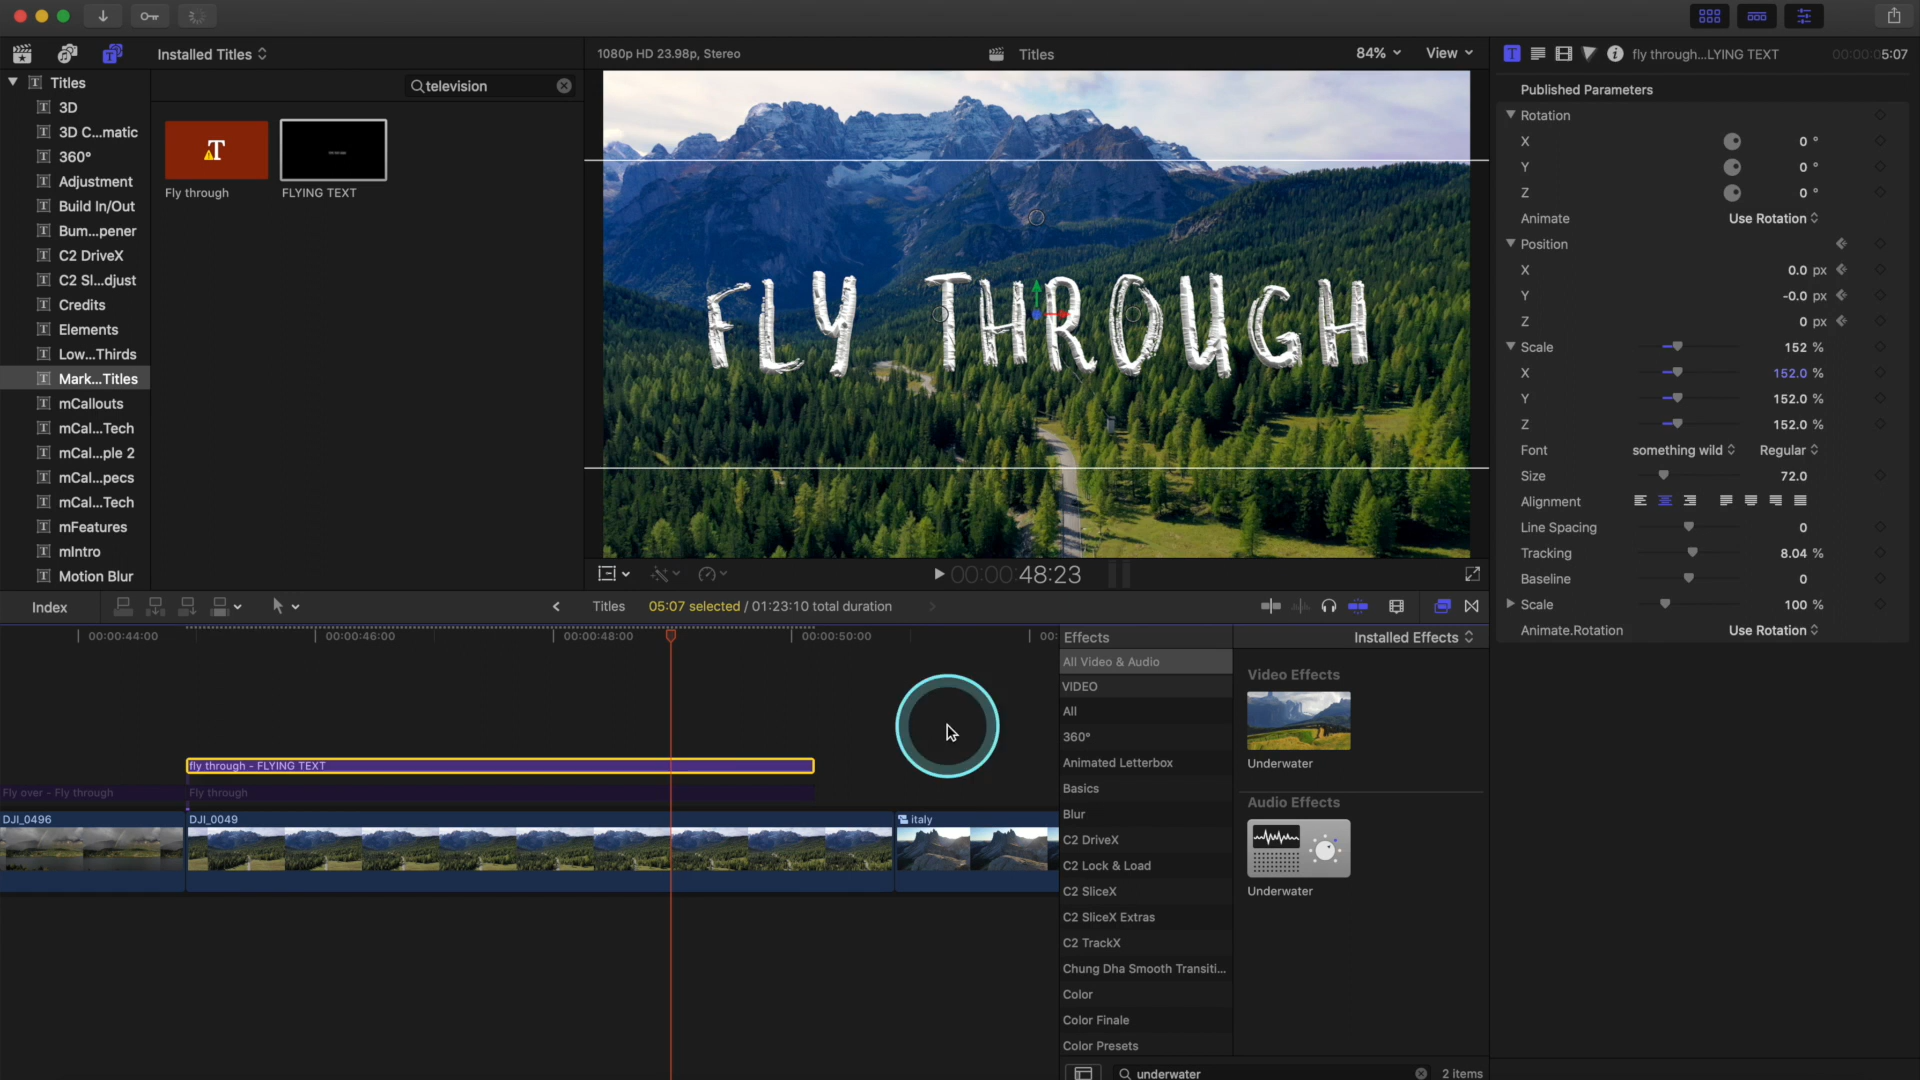 Installed Titles
1080p HD 23.98p, Stereo
Titles
84%
View
fly through...LYING TEXT
00:00:05:07
Titles
3D
3D C...matic
360°
Adjustment
Build In/Out
Bum...pener
C2 DriveX
C2 Sl...djust
Credits
Elements
Low...Thirds
Mark...Titles
mCallouts
mCal...Tech
mCal...ple 2
mCal...pecs
mCal...Tech
mFeatures
mIntro
Motion Blur
television
T
Fly through
FLYING TEXT
FLY THROUGH
00:00:48:23
Published Parameters
Rotation
X 0 °
Y 0 °
Z 0 °
Animate Use Rotation
Position
X 0.0 px
Y -0.0 px
Z 0 px
Scale 152 %
X 152.0 %
Y 152.0 %
Z 152.0 %
Font something wild Regular
Size 72.0
Alignment
Line Spacing 0
Tracking 8.04 %
Baseline 0
Scale 100 %
Animate.Rotation Use Rotation
Index
Titles
05:07 selected / 01:23:10 total duration
00:00:44:00
00:00:46:00
00:00:48:00
00:00:50:00
00:
fly through - FLYING TEXT
Fly over - Fly through
Fly through
DJI_0496
DJI_0049
italy
Effects
Installed Effects
All Video & Audio
VIDEO
All
360°
Animated Letterbox
Basics
Blur
C2 DriveX
C2 Lock & Load
C2 SliceX
C2 SliceX Extras
C2 TrackX
Chung Dha Smooth Transiti...
Color
Color Finale
Color Presets
Video Effects
Underwater
Audio Effects
Underwater
underwater
2 items